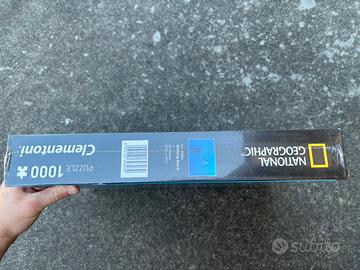 NATIONAL
GEOGRAPHIC
Clementoni
PUZZLE 1000
subito